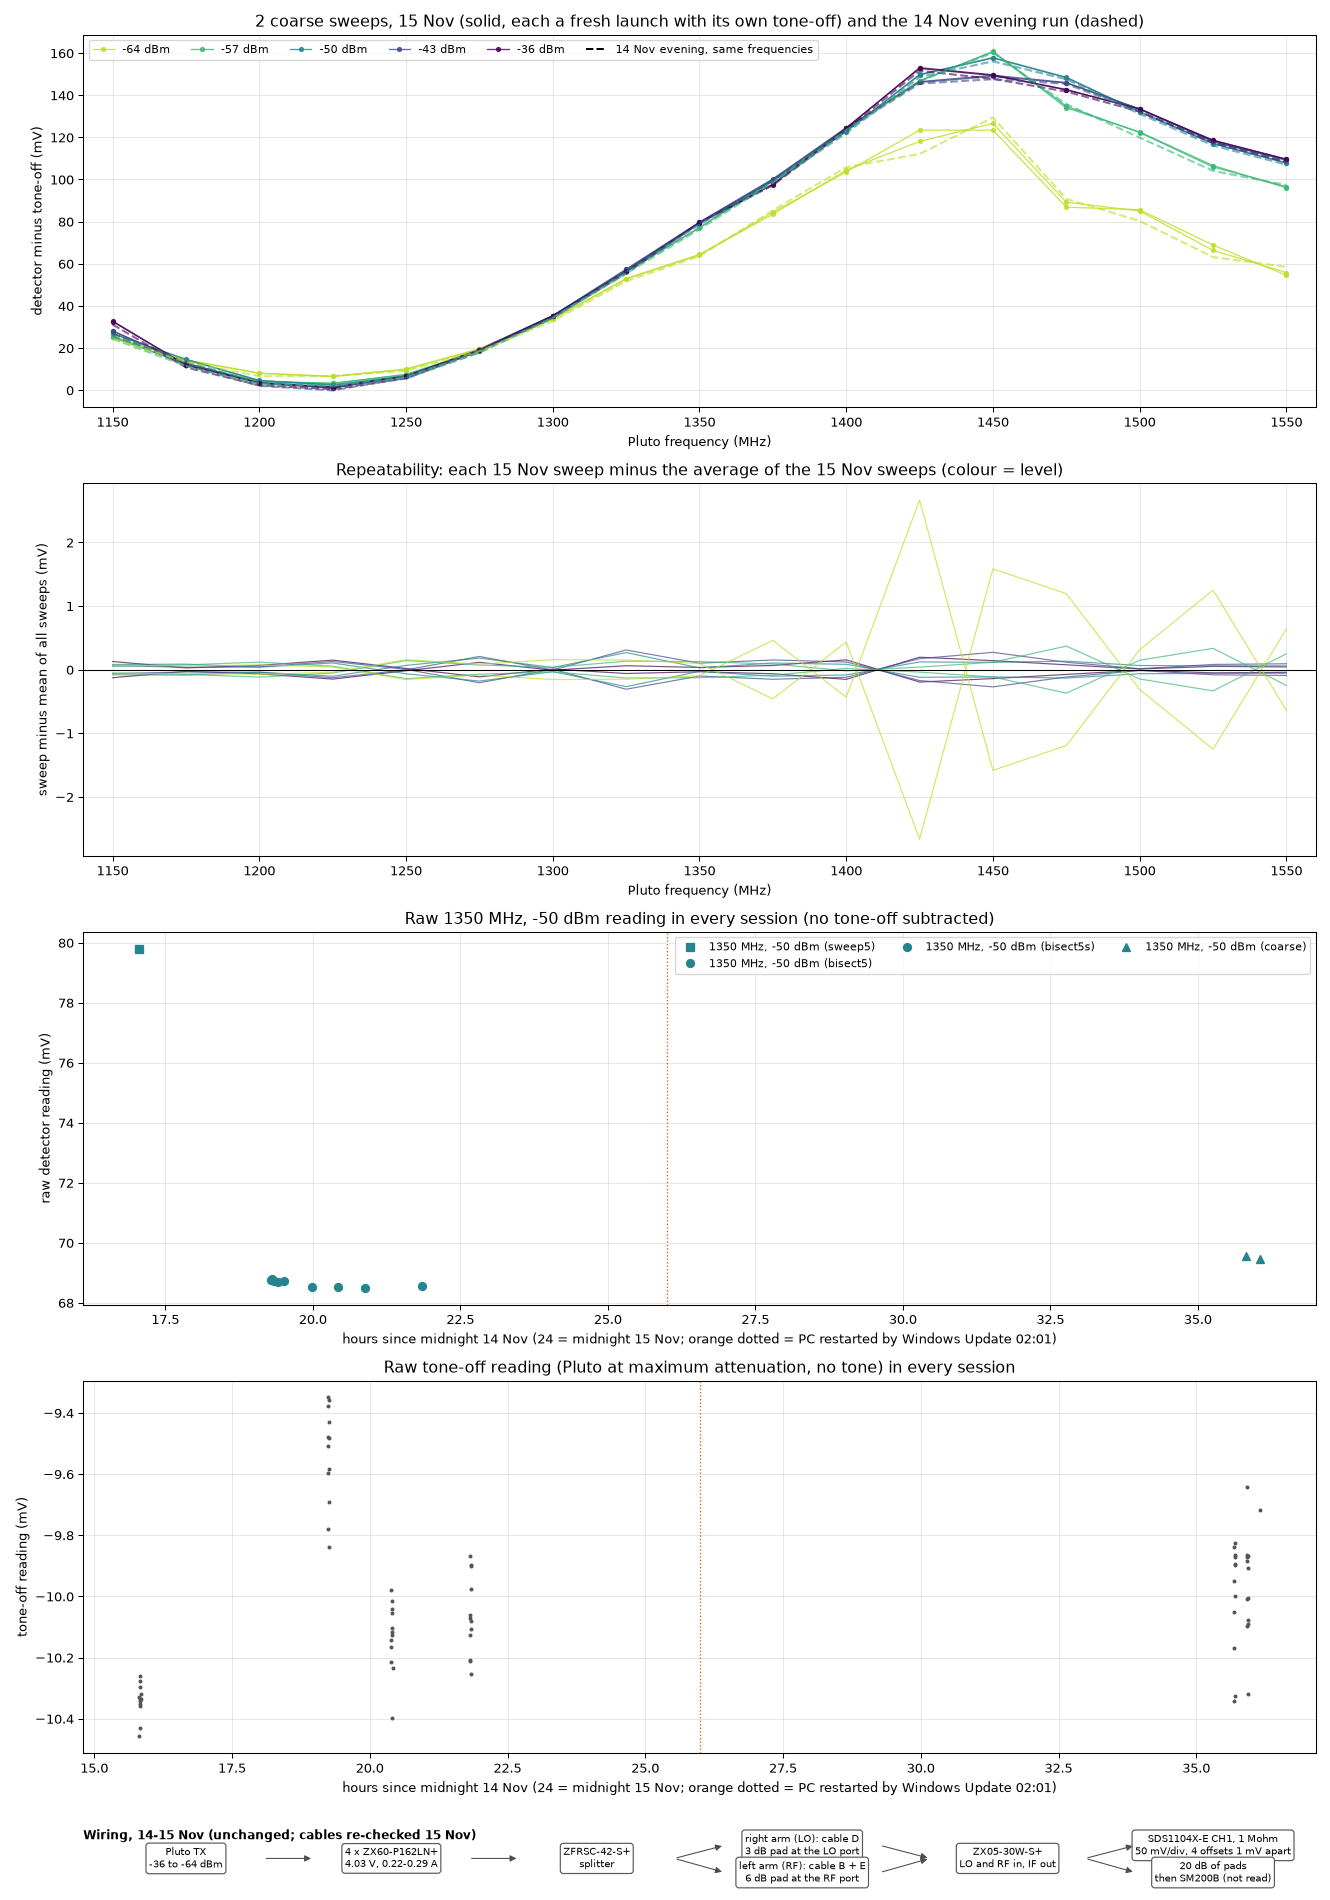 2 coarse sweeps, 15 Nov (solid, each a fresh launch with its own tone-off) and the 14 Nov evening run (dashed)
-64 dBm -57 dBm -50 dBm -43 dBm -36 dBm 14 Nov evening, same frequencies
detector minus tone-off (mV)
160
140
120
100
80
60
40
20
0
1150 1200 1250 1300 1350 1400 1450 1500 1550
Pluto frequency (MHz)
Repeatability: each 15 Nov sweep minus the average of the 15 Nov sweeps (colour = level)
sweep minus mean of all sweeps (mV)
2
1
0
−1
−2
1150 1200 1250 1300 1350 1400 1450 1500 1550
Pluto frequency (MHz)
Raw 1350 MHz, -50 dBm reading in every session (no tone-off subtracted)
1350 MHz, -50 dBm (sweep5) 1350 MHz, -50 dBm (bisect5s) 1350 MHz, -50 dBm (coarse)
1350 MHz, -50 dBm (bisect5)
raw detector reading (mV)
80
78
76
74
72
70
68
17.5 20.0 22.5 25.0 27.5 30.0 32.5 35.0
hours since midnight 14 Nov (24 = midnight 15 Nov; orange dotted = PC restarted by Windows Update 02:01)
Raw tone-off reading (Pluto at maximum attenuation, no tone) in every session
tone-off reading (mV)
−9.4
−9.6
−9.8
−10.0
−10.2
−10.4
15.0 17.5 20.0 22.5 25.0 27.5 30.0 32.5 35.0
hours since midnight 14 Nov (24 = midnight 15 Nov; orange dotted = PC restarted by Windows Update 02:01)
Wiring, 14-15 Nov (unchanged; cables re-checked 15 Nov)
Pluto TX
-36 to -64 dBm
4 x ZX60-P162LN+
4.03 V, 0.22-0.29 A
ZFRSC-42-S+
splitter
right arm (LO): cable D
3 dB pad at the LO port
left arm (RF): cable B + E
6 dB pad at the RF port
ZX05-30W-S+
LO and RF in, IF out
SDS1104X-E CH1, 1 Mohm
50 mV/div, 4 offsets 1 mV apart
20 dB of pads
then SM200B (not read)